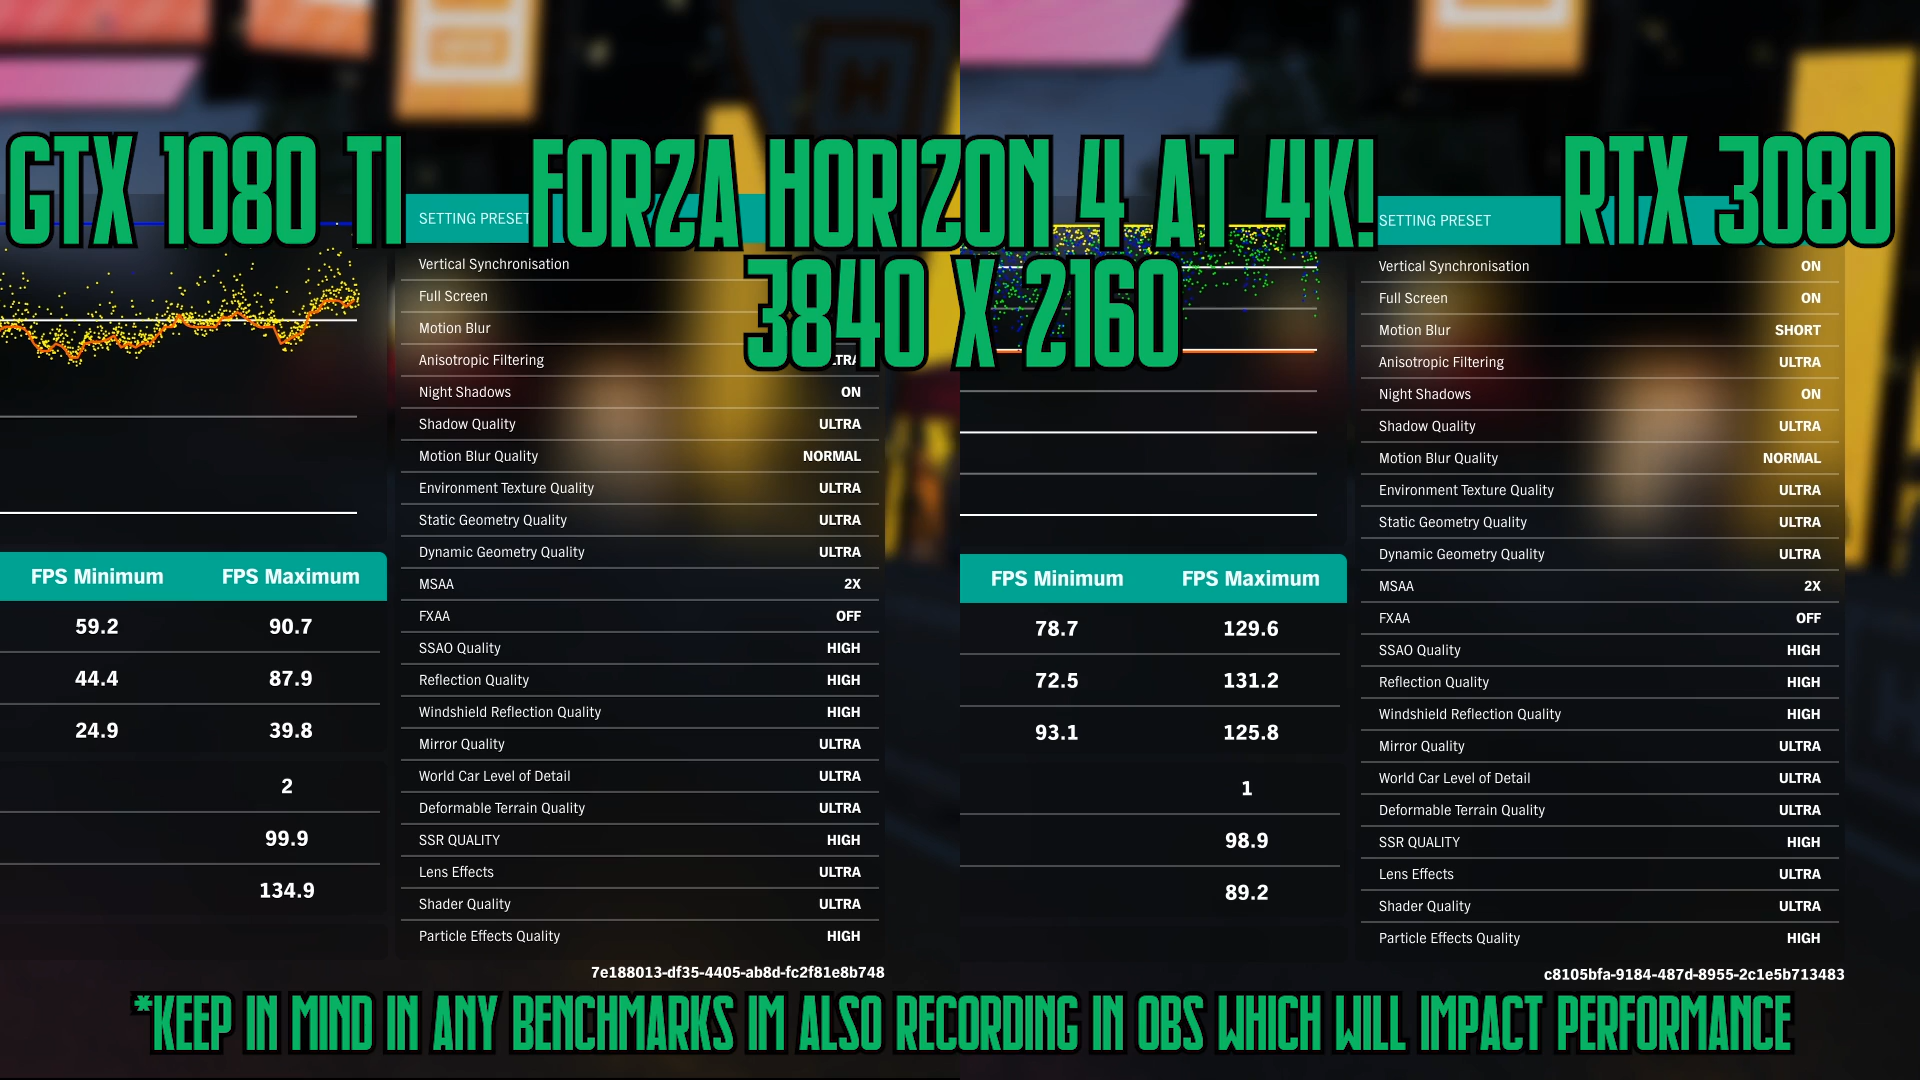 GTX 1080 TI
FORZA HORIZON 4 AT 4K!
3840 X 2160
RTX 3080
SETTING PRESET
Vertical Synchronisation
Full Screen
Motion Blur
Anisotropic Filtering
Night Shadows ON
Shadow Quality ULTRA
Motion Blur Quality NORMAL
Environment Texture Quality ULTRA
Static Geometry Quality ULTRA
Dynamic Geometry Quality ULTRA
MSAA 2X
FXAA OFF
SSAO Quality HIGH
Reflection Quality HIGH
Windshield Reflection Quality HIGH
Mirror Quality ULTRA
World Car Level of Detail ULTRA
Deformable Terrain Quality ULTRA
SSR QUALITY HIGH
Lens Effects ULTRA
Shader Quality ULTRA
Particle Effects Quality HIGH
FPS Minimum FPS Maximum
59.2 90.7
44.4 87.9
24.9 39.8
2
99.9
134.9
7e188013-df35-4405-ab8d-fc2f81e8b748
SETTING PRESET
Vertical Synchronisation ON
Full Screen ON
Motion Blur SHORT
Anisotropic Filtering ULTRA
Night Shadows ON
Shadow Quality ULTRA
Motion Blur Quality NORMAL
Environment Texture Quality ULTRA
Static Geometry Quality ULTRA
Dynamic Geometry Quality ULTRA
MSAA 2X
FXAA OFF
SSAO Quality HIGH
Reflection Quality HIGH
Windshield Reflection Quality HIGH
Mirror Quality ULTRA
World Car Level of Detail ULTRA
Deformable Terrain Quality ULTRA
SSR QUALITY HIGH
Lens Effects ULTRA
Shader Quality ULTRA
Particle Effects Quality HIGH
FPS Minimum FPS Maximum
78.7 129.6
72.5 131.2
93.1 125.8
1
98.9
89.2
c8105bfa-9184-487d-8955-2c1e5b713483
*KEEP IN MIND IN ANY BENCHMARKS IM ALSO RECORDING IN OBS WHICH WILL IMPACT PERFORMANCE